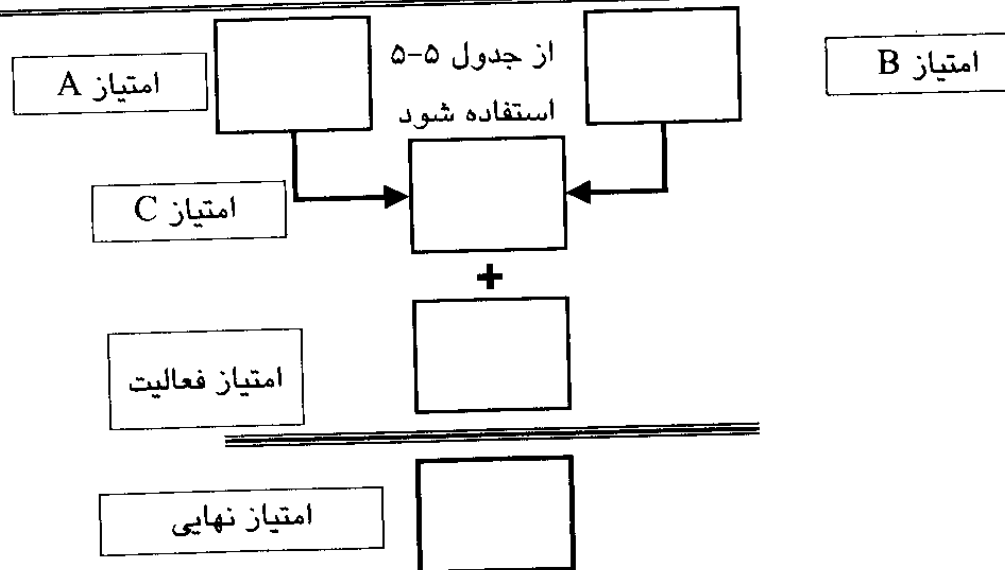 امتیاز A
از جدول ۵-۵
استفاده شود
امتیاز B
امتیاز C
+
امتیاز فعالیت
امتیاز نهایی